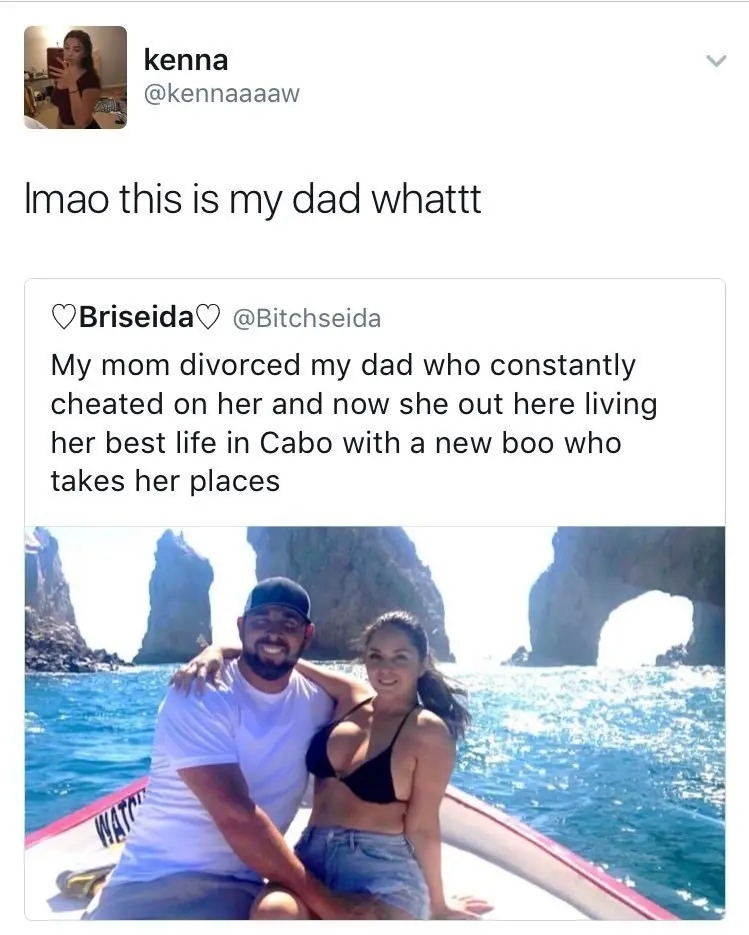 kenna
@kennaaaaw
lmao this is my dad whattt
♡Briseida♡ @Bitchseida
My mom divorced my dad who constantly
cheated on her and now she out here living
her best life in Cabo with a new boo who
takes her places